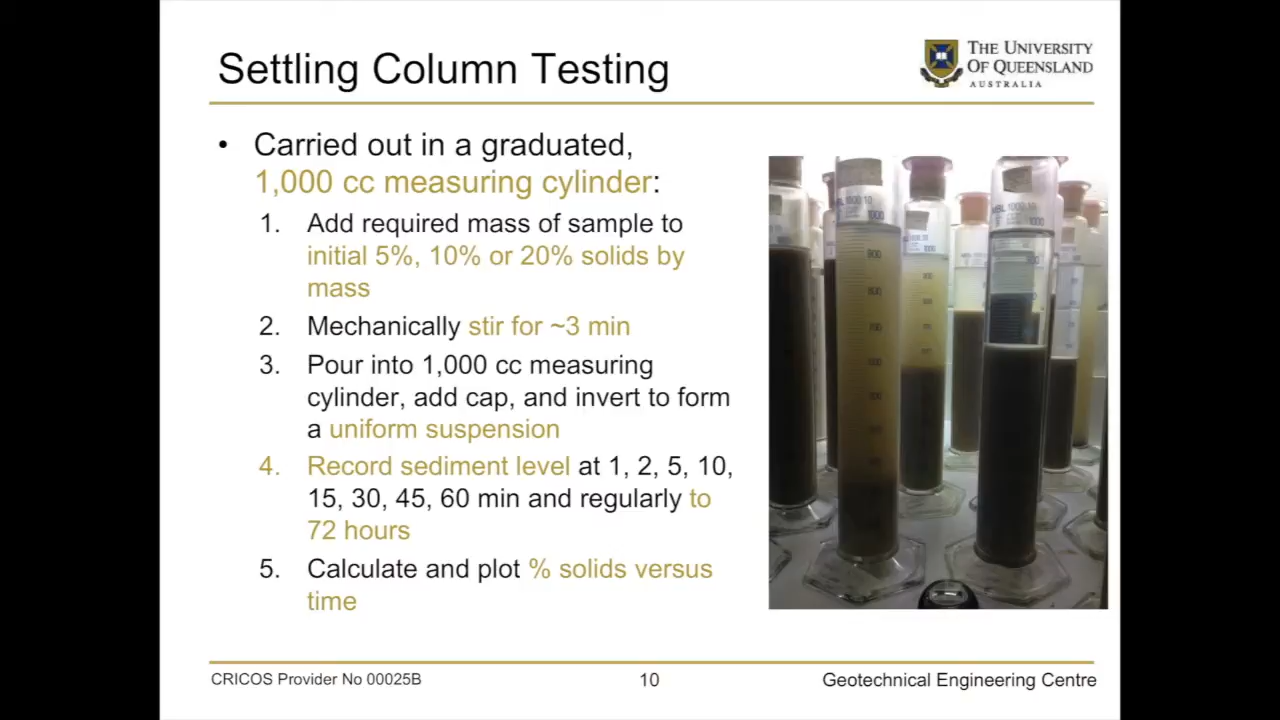 Settling Column Testing
THE UNIVERSITY
OF QUEENSLAND
AUSTRALIA
• Carried out in a graduated,
1,000 cc measuring cylinder:
1. Add required mass of sample to
initial 5%, 10% or 20% solids by
mass
2. Mechanically stir for ~3 min
3. Pour into 1,000 cc measuring
cylinder, add cap, and invert to form
a uniform suspension
4. Record sediment level at 1, 2, 5, 10,
15, 30, 45, 60 min and regularly to
72 hours
5. Calculate and plot % solids versus
time
1000
1000
CRICOS Provider No 00025B
10
Geotechnical Engineering Centre